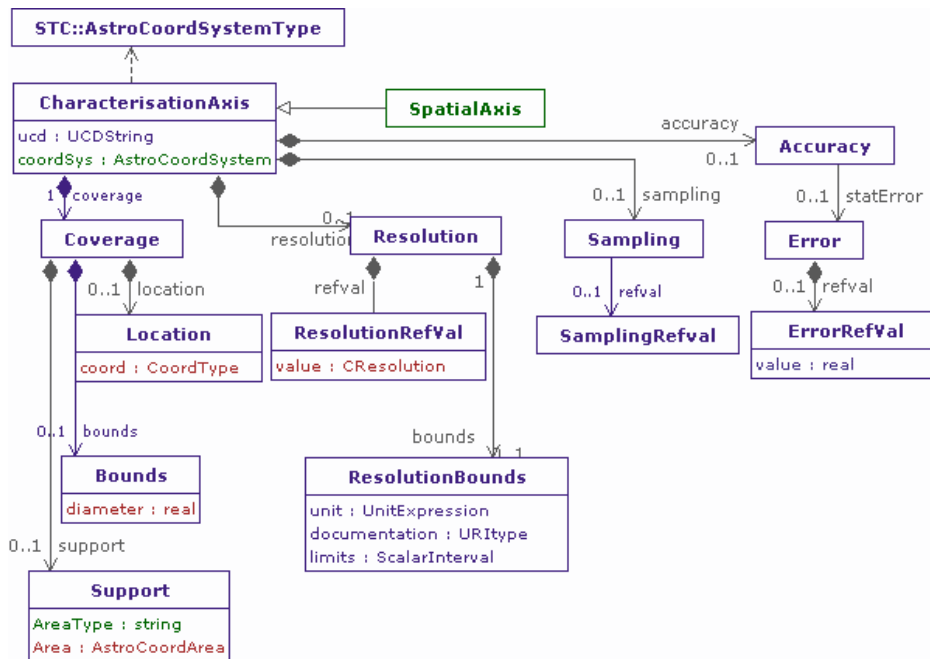 STC::AstroCoordSystemType
CharacterisationAxis
ucd : UCDString
coordSys : AstroCoordSystem
SpatialAxis
accuracy
0..1
Accuracy
1 coverage
0..1
resolution
0..1 sampling
0..1 statError
Coverage
Resolution
Sampling
Error
0..1 location
refval
1
0..1 refval
0..1 refval
Location
coord : CoordType
ResolutionRefVal
value : CResolution
SamplingRefval
ErrorRefVal
value : real
0..1 bounds
bounds
Bounds
diameter : real
ResolutionBounds
unit : UnitExpression
documentation : URItype
limits : ScalarInterval
0..1 support
Support
AreaType : string
Area : AstroCoordArea